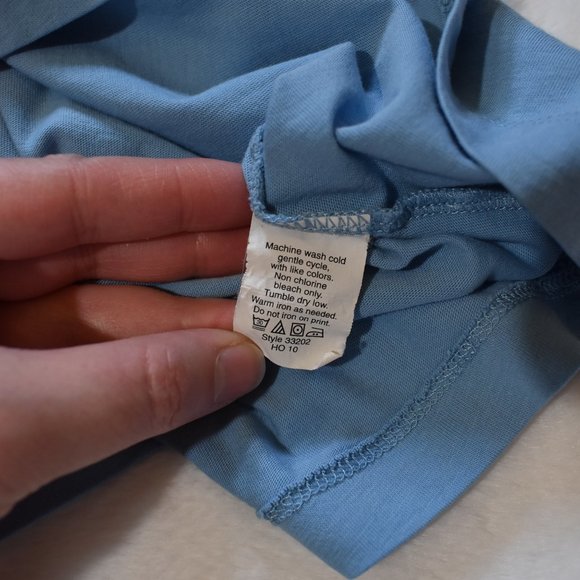 Machine wash cold
gentle cycle,
with like colors.
Non chlorine
bleach only.
Tumble dry low.
Warm iron as needed.
Do not iron on print.
Style 33202
HO 10